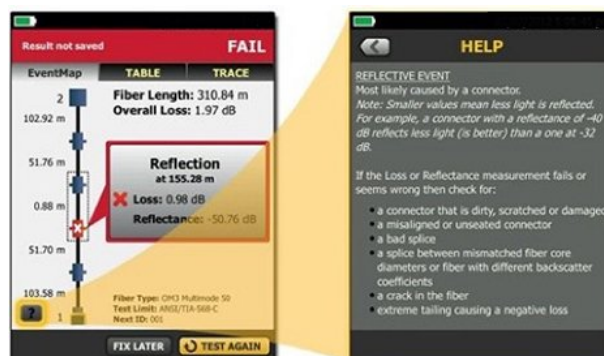 Result not saved
FAIL
EventMap
TABLE
TRACE
2
102.92 m
51.76 m
0.88 m
51.70 m
103.58 m
1
?
Fiber Length: 310.84 m
Overall Loss: 1.97 dB
Reflection
at 155.28 m
Loss: 0.98 dB
Reflectance: -50.76 dB
Fiber Type: OM3 Multimode 50
Test Limit: ANSI/TIA-568-C
Next ID: 001
FIX LATER
TEST AGAIN
HELP
REFLECTIVE EVENT
Most likely caused by a connector.
Note: Smaller values mean less light is reflected.
For example, a connector with a reflectance of -40
dB reflects less light (is better) than a one at -32
dB.
If the Loss or Reflectance measurement fails or
seems wrong then check for:
• a connector that is dirty, scratched or damaged
• a misaligned or unseated connector
• a bad splice
• a splice between mismatched fiber core
diameters or fiber with different backscatter
coefficients
• a crack in the fiber
• extreme tailing causing a negative loss